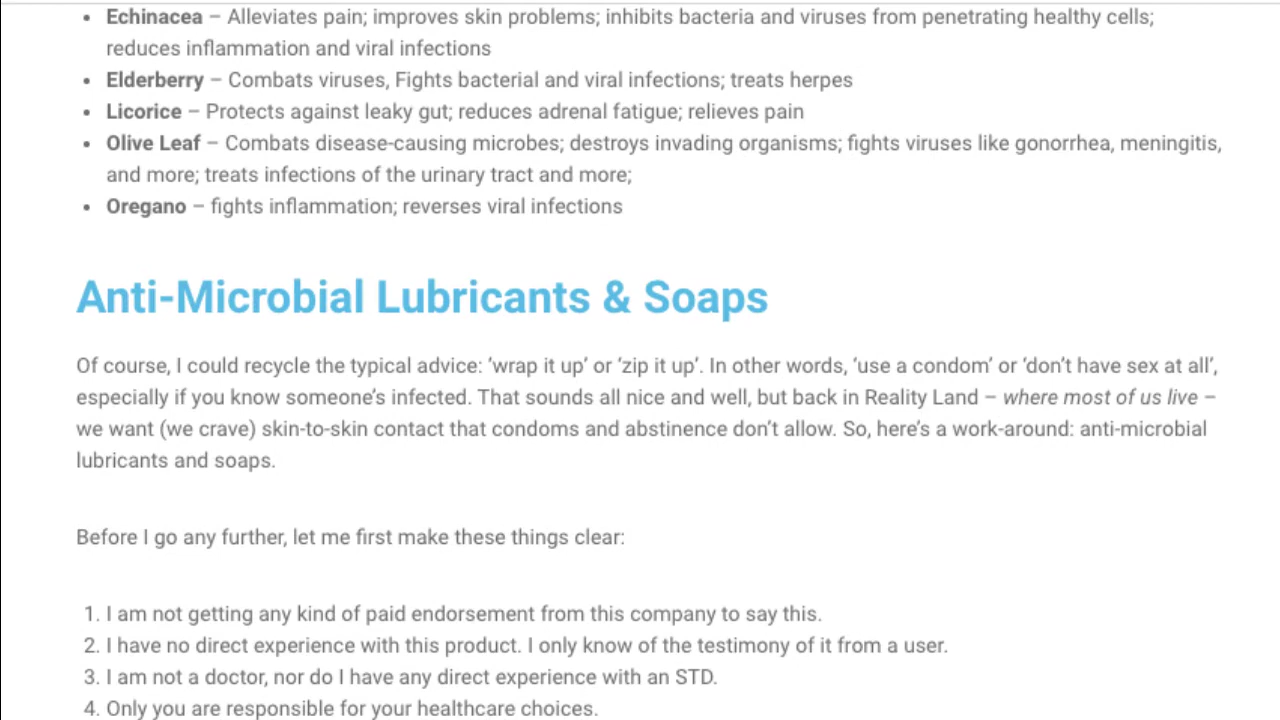 • Echinacea – Alleviates pain; improves skin problems; inhibits bacteria and viruses from penetrating healthy cells;
reduces inflammation and viral infections
• Elderberry – Combats viruses, Fights bacterial and viral infections; treats herpes
• Licorice – Protects against leaky gut; reduces adrenal fatigue; relieves pain
• Olive Leaf – Combats disease-causing microbes; destroys invading organisms; fights viruses like gonorrhea, meningitis,
and more; treats infections of the urinary tract and more;
• Oregano – fights inflammation; reverses viral infections
Anti-Microbial Lubricants & Soaps
Of course, I could recycle the typical advice: ‘wrap it up’ or ‘zip it up’. In other words, ‘use a condom’ or ‘don’t have sex at all’,
especially if you know someone’s infected. That sounds all nice and well, but back in Reality Land – where most of us live –
we want (we crave) skin-to-skin contact that condoms and abstinence don’t allow. So, here’s a work-around: anti-microbial
lubricants and soaps.
Before I go any further, let me first make these things clear:
1. I am not getting any kind of paid endorsement from this company to say this.
2. I have no direct experience with this product. I only know of the testimony of it from a user.
3. I am not a doctor, nor do I have any direct experience with an STD.
4. Only you are responsible for your healthcare choices.